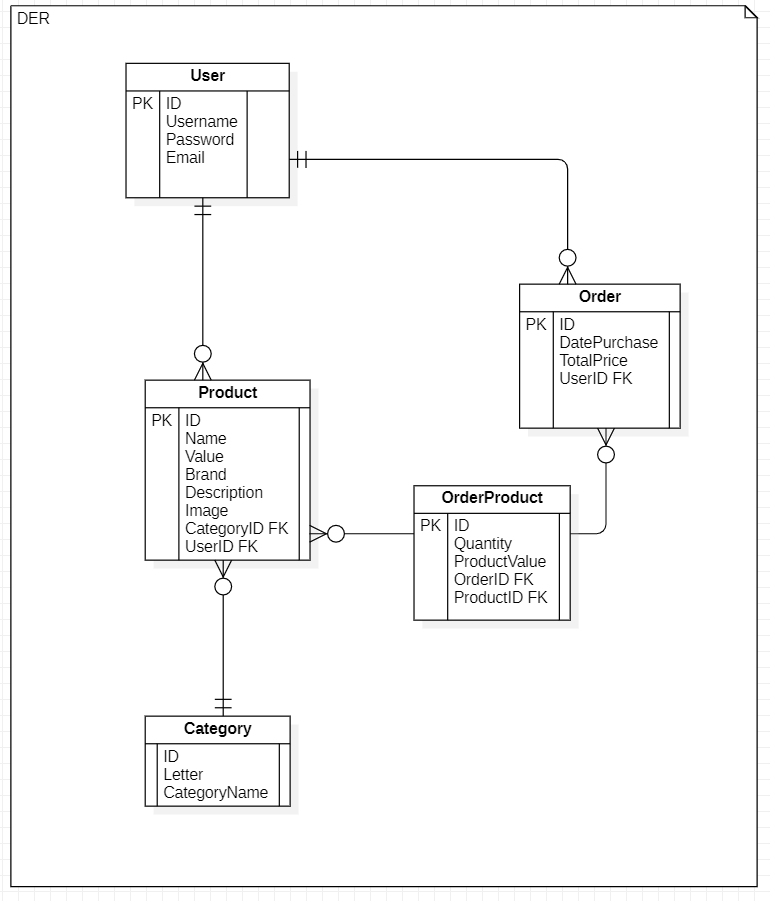 DER
User
PK ID
Username
Password
Email
Order
PK ID
DatePurchase
TotalPrice
UserID FK
Product
PK ID
Name
Value
Brand
Description
Image
CategoryID FK
UserID FK
OrderProduct
PK ID
Quantity
ProductValue
OrderID FK
ProductID FK
Category
ID
Letter
CategoryName